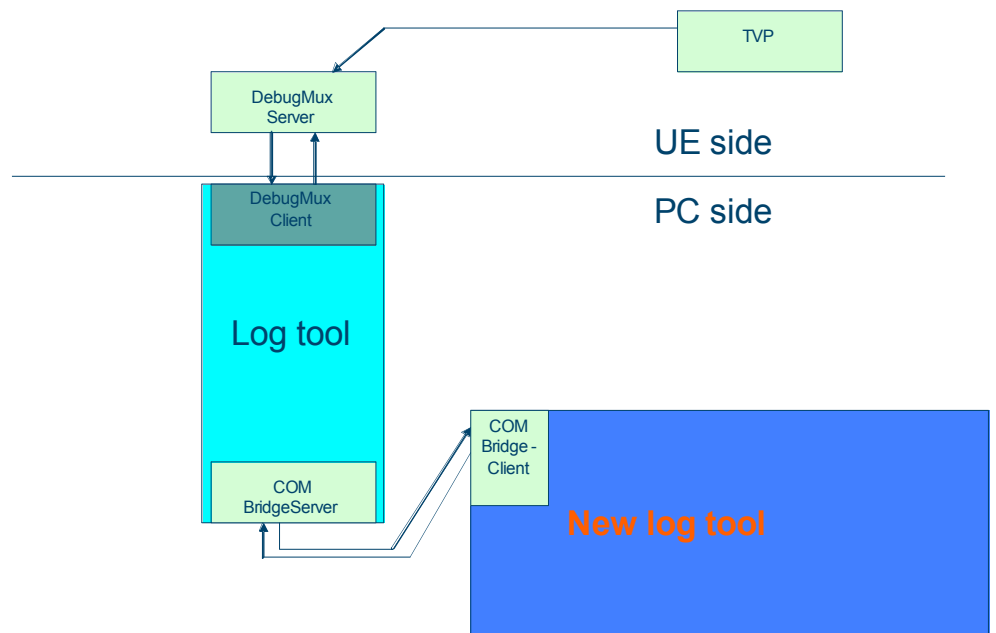 TVP
DebugMux
Server
UE side
PC side
DebugMux
Client
Log tool
COM
Bridge -
Client
COM
BridgeServer
New log tool